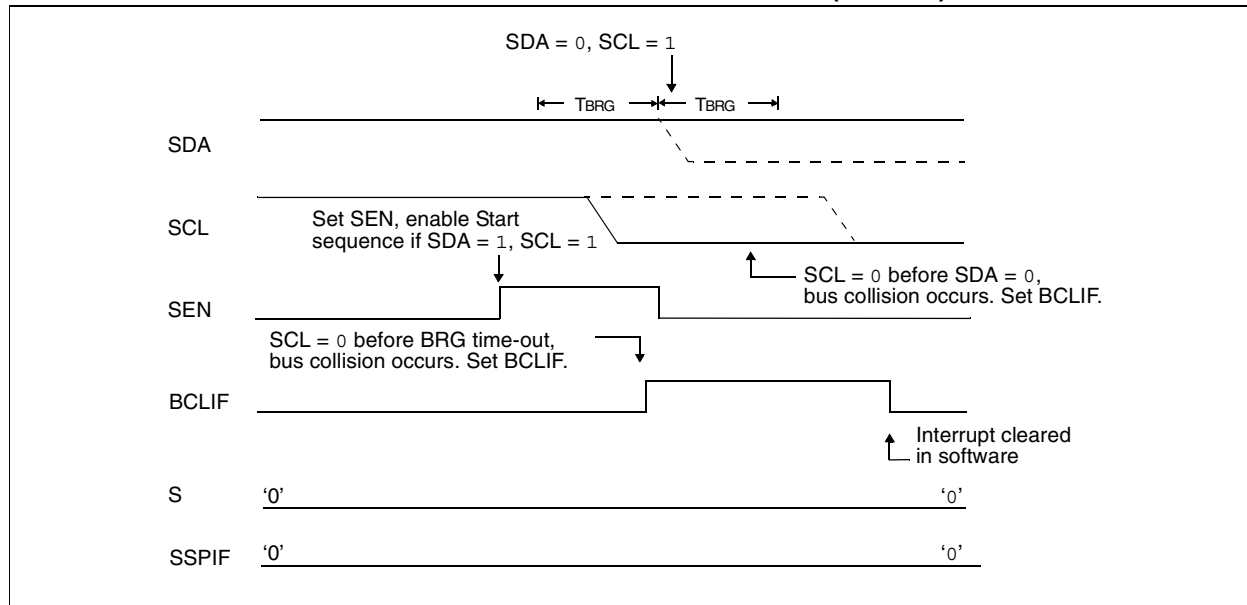 SDA = 0, SCL = 1
TBRG TBRG
SDA
SCL
Set SEN, enable Start
sequence if SDA = 1, SCL = 1
SCL = 0 before SDA = 0,
bus collision occurs. Set BCLIF.
SEN
SCL = 0 before BRG time-out,
bus collision occurs. Set BCLIF.
BCLIF
Interrupt cleared
in software
S ‘0’ ‘0’
SSPIF ‘0’ ‘0’